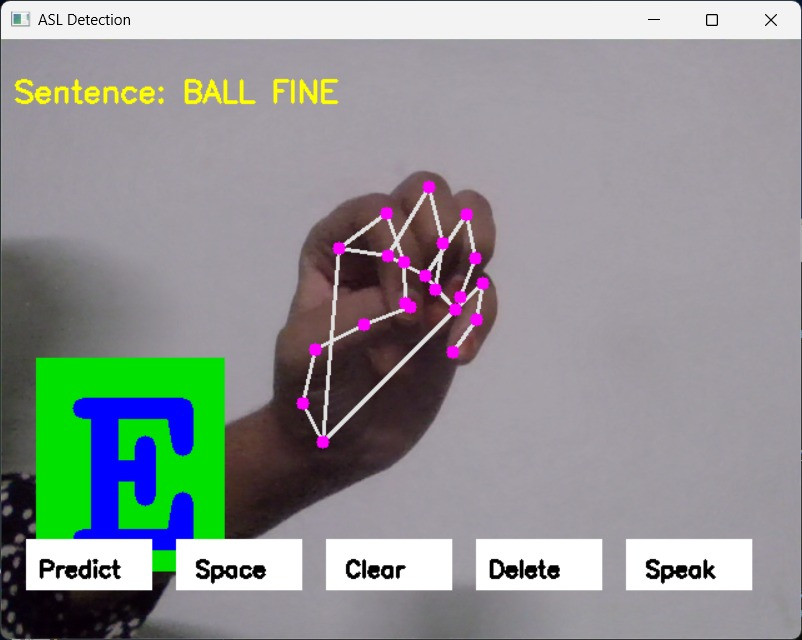 ASL Detection
Sentence: BALL FINE
E
Predict
Space
Clear
Delete
Speak